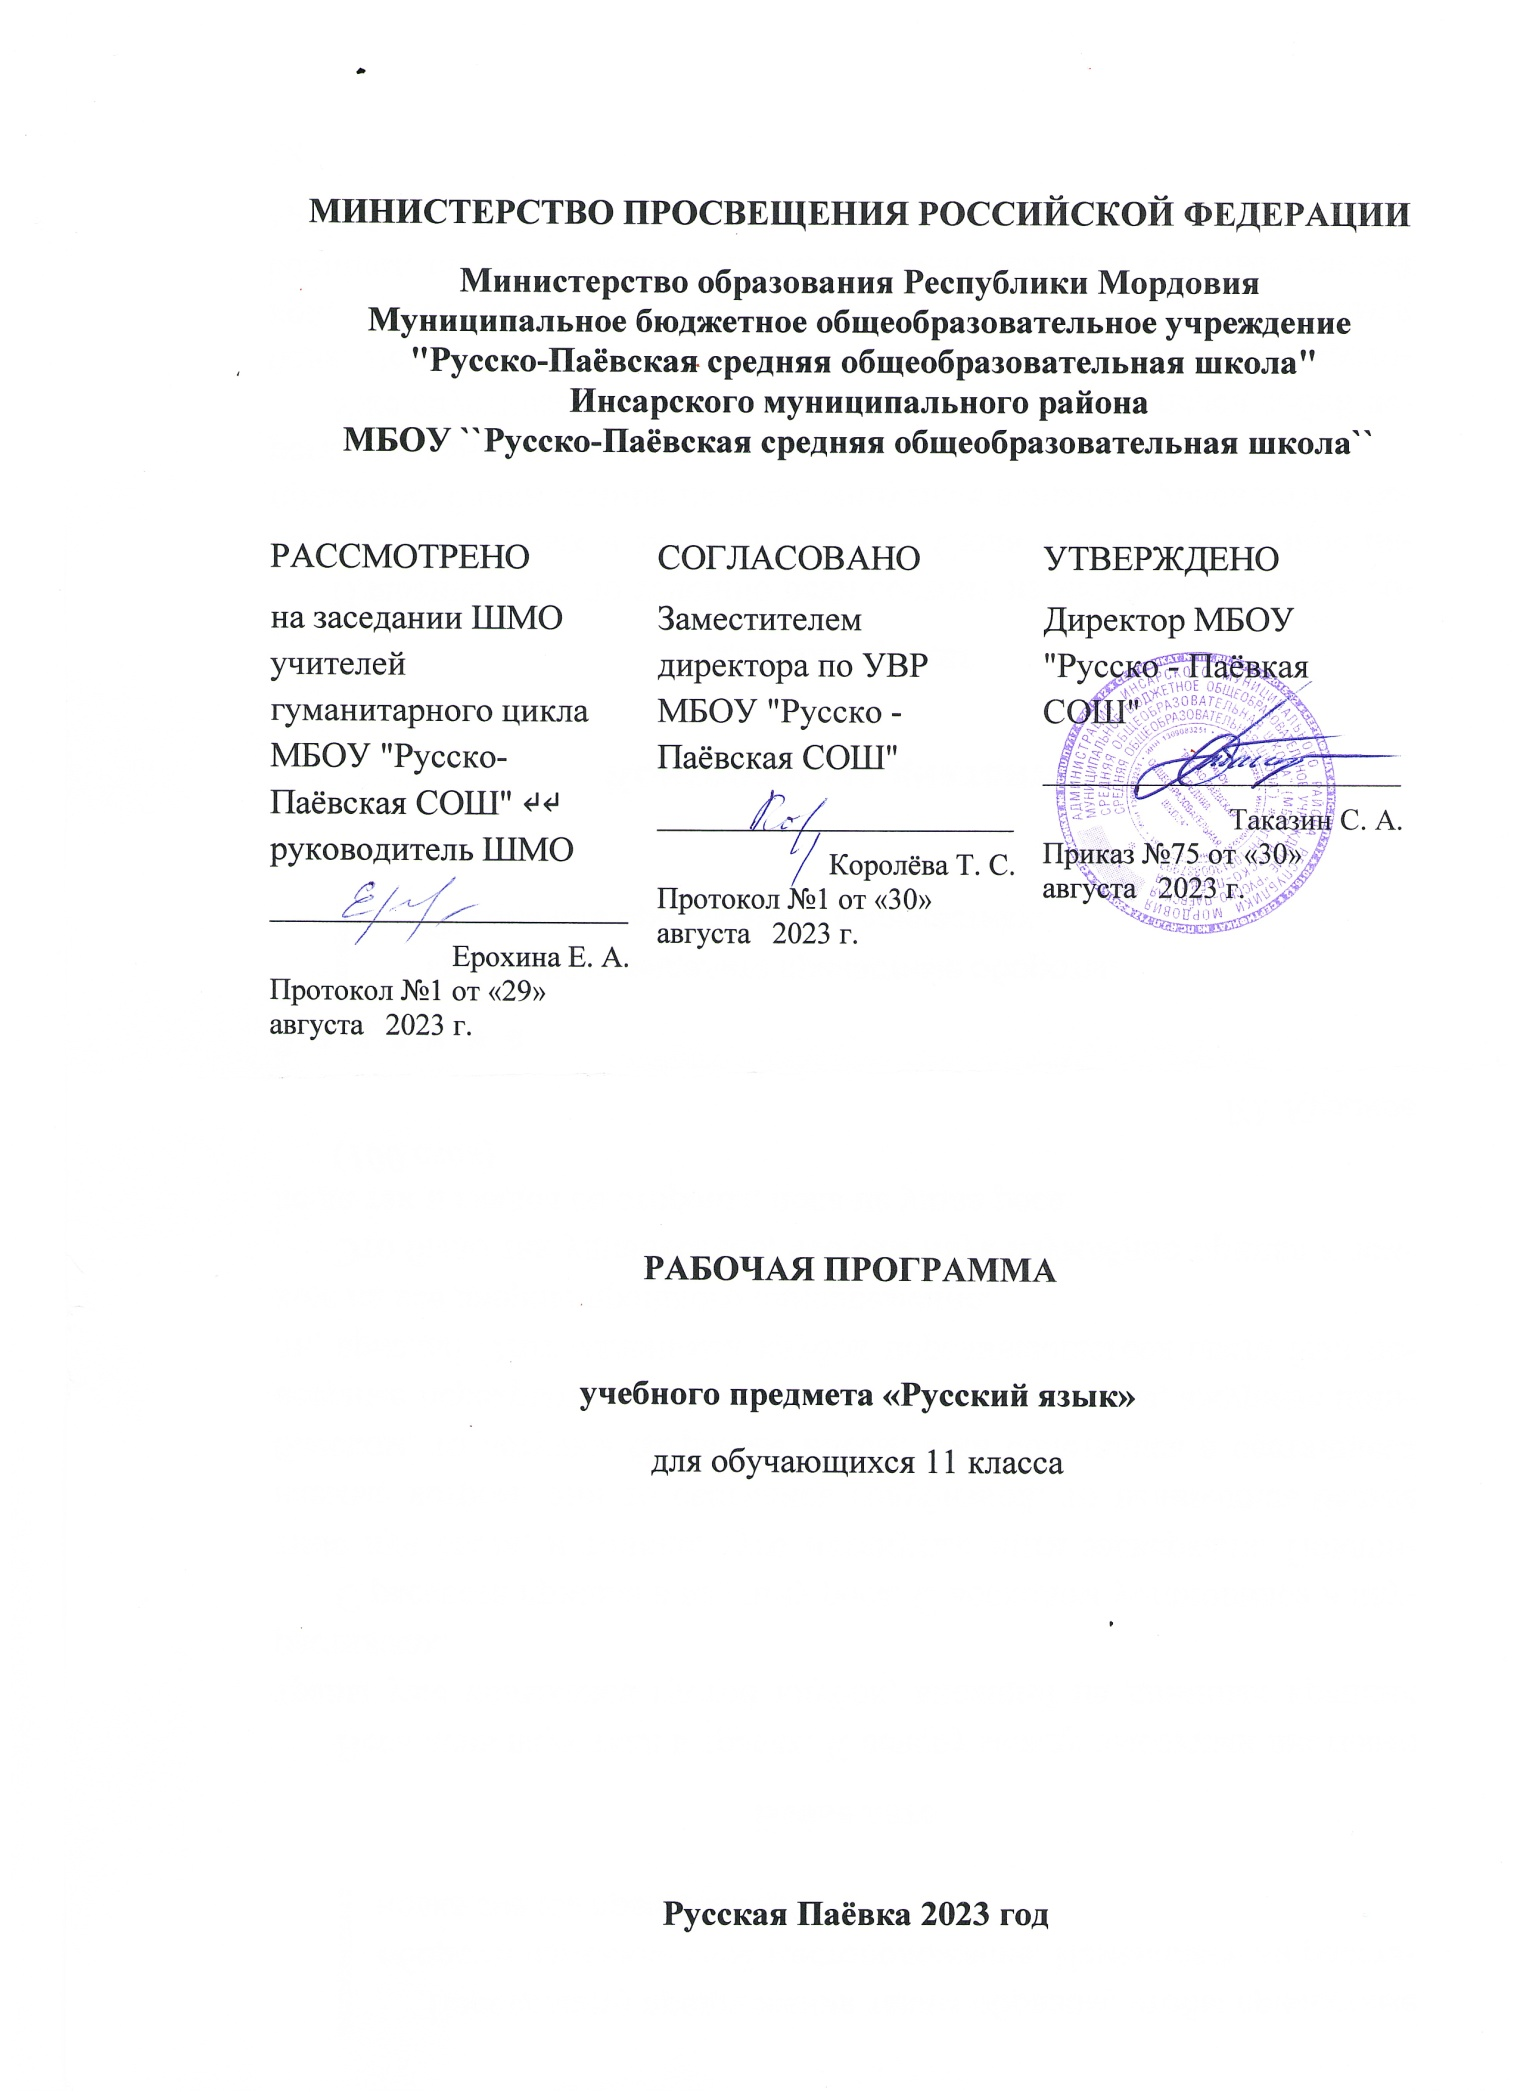 МИНИСТЕРСТВО ПРОСВЕЩЕНИЯ РОССИЙСКОЙ ФЕДЕРАЦИИ
Министерство образования Республики Мордовия
Муниципальное бюджетное общеобразовательное учреждение
"Русско-Паёвская средняя общеобразовательная школа"
Инсарского муниципального района
МБОУ ``Русско-Паёвская средняя общеобразовательная школа``
РАССМОТРЕНО
на заседании ШМО
учителей
гуманитарного цикла
МБОУ "Русско-
Паёвская СОШ" ↲↲
руководитель ШМО
Ерохина Е. А.
Протокол №1 от «29»
августа 2023 г.
СОГЛАСОВАНО
Заместителем
директора по УВР
МБОУ "Русско -
Паёвская СОШ"
Королёва Т. С.
Протокол №1 от «30»
августа 2023 г.
УТВЕРЖДЕНО
Директор МБОУ
"Русско - Паёвкая
СОШ"
Таказин С. А.
Приказ №75 от «30»
августа 2023 г.
РАБОЧАЯ ПРОГРАММА
учебного предмета «Русский язык»
для обучающихся 11 класса
Русская Паёвка 2023 год